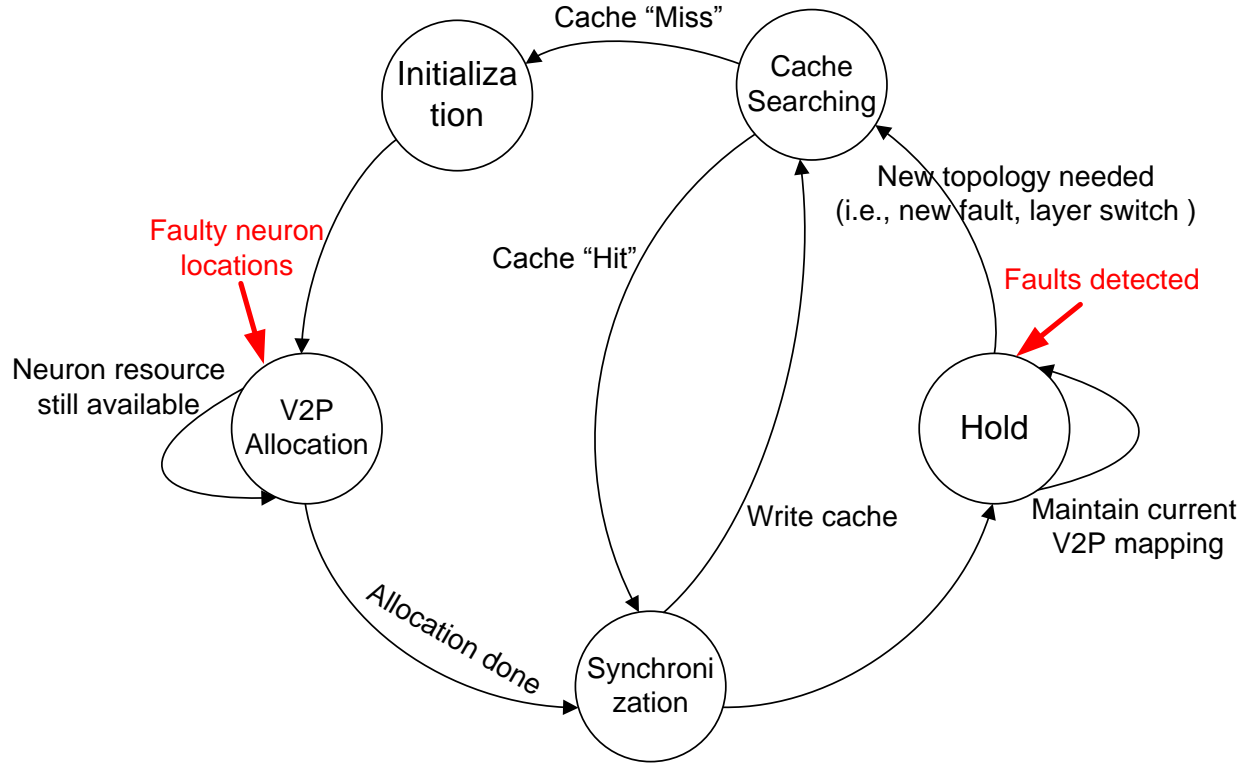 Cache “Miss”
Initializa
tion
Cache
Searching
New topology needed
(i.e., new fault, layer switch )
Faulty neuron
locations
Cache “Hit”
Faults detected
Neuron resource
still available
V2P
Allocation
Hold
Write cache
Maintain current
V2P mapping
Allocation done
Synchroni
zation